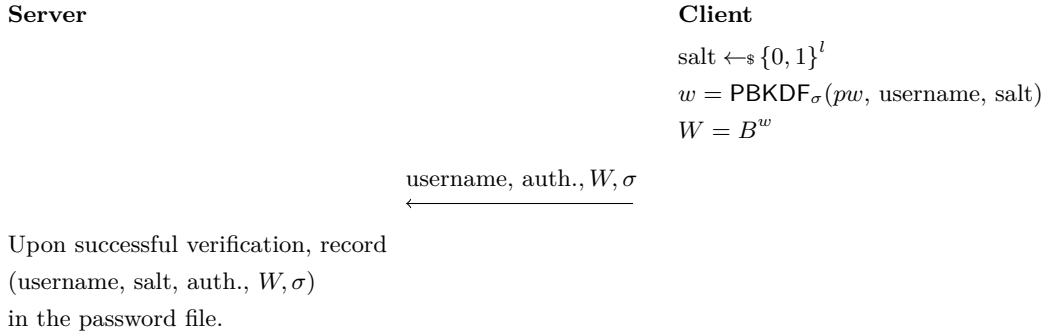 Server
Client
salt ←$ {0, 1}^l
w = PBKDF_σ(pw, username, salt)
W = B^w
username, auth., W, σ
Upon successful verification, record
(username, salt, auth., W, σ)
in the password file.